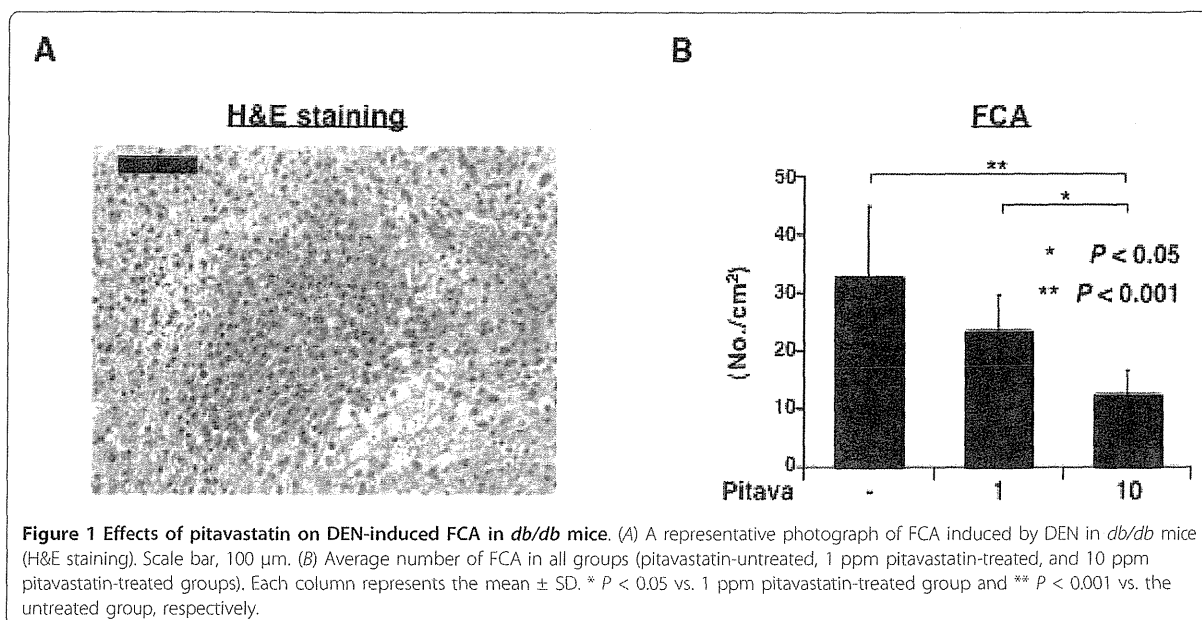 A
B
H&E staining
FCA
50
**
*
40
* P < 0.05
30
** P < 0.001
(No./cm²)
20
10
0
Pitava - 1 10
Figure 1 Effects of pitavastatin on DEN-induced FCA in db/db mice. (A) A representative photograph of FCA induced by DEN in db/db mice
(H&E staining). Scale bar, 100 μm. (B) Average number of FCA in all groups (pitavastatin-untreated, 1 ppm pitavastatin-treated, and 10 ppm
pitavastatin-treated groups). Each column represents the mean ± SD. * P < 0.05 vs. 1 ppm pitavastatin-treated group and ** P < 0.001 vs. the
untreated group, respectively.